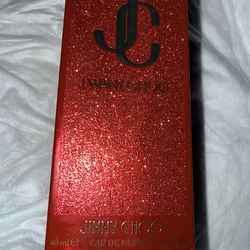 JC
I WANT CHOO
JIMMY CHOO
40 ml e EAU DE PARFUM